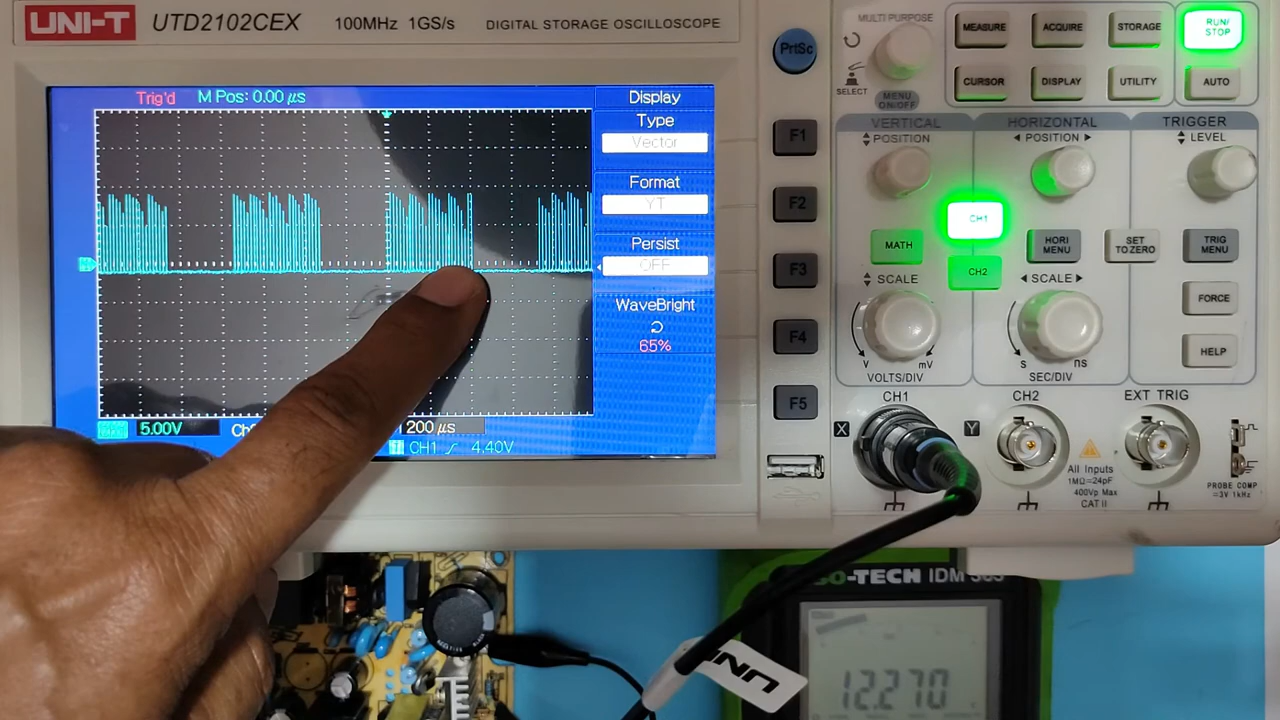 UNI-T UTD2102CEX 100MHz 1GS/s DIGITAL STORAGE OSCILLOSCOPE
Trig'd M Pos: 0.00 µs
Display
Type
Vector
Format
YT
Persist
OFF
WaveBright
65%
5.00V
200 µs
CH1 4.40V
PrtSc
F1
F2
F3
F4
F5
MULTI PURPOSE
SELECT
MENU
ON/OFF
MEASURE ACQUIRE STORAGE
RUN/
STOP
CURSOR DISPLAY UTILITY AUTO
VERTICAL HORIZONTAL TRIGGER
POSITION ◄ POSITION ► LEVEL
CH1
MATH
CH2
HORI
MENU
SET
TO ZERO
TRIG
MENU
SCALE ◄ SCALE ►
FORCE
HELP
V mV
S ns
VOLTS/DIV SEC/DIV
CH1 CH2 EXT TRIG
X Y
All Inputs
1MΩ=24pF
400Vp Max
CAT II
PROBE COMP
≈3V 1kHz
-TECH IDM
12.270
UNI